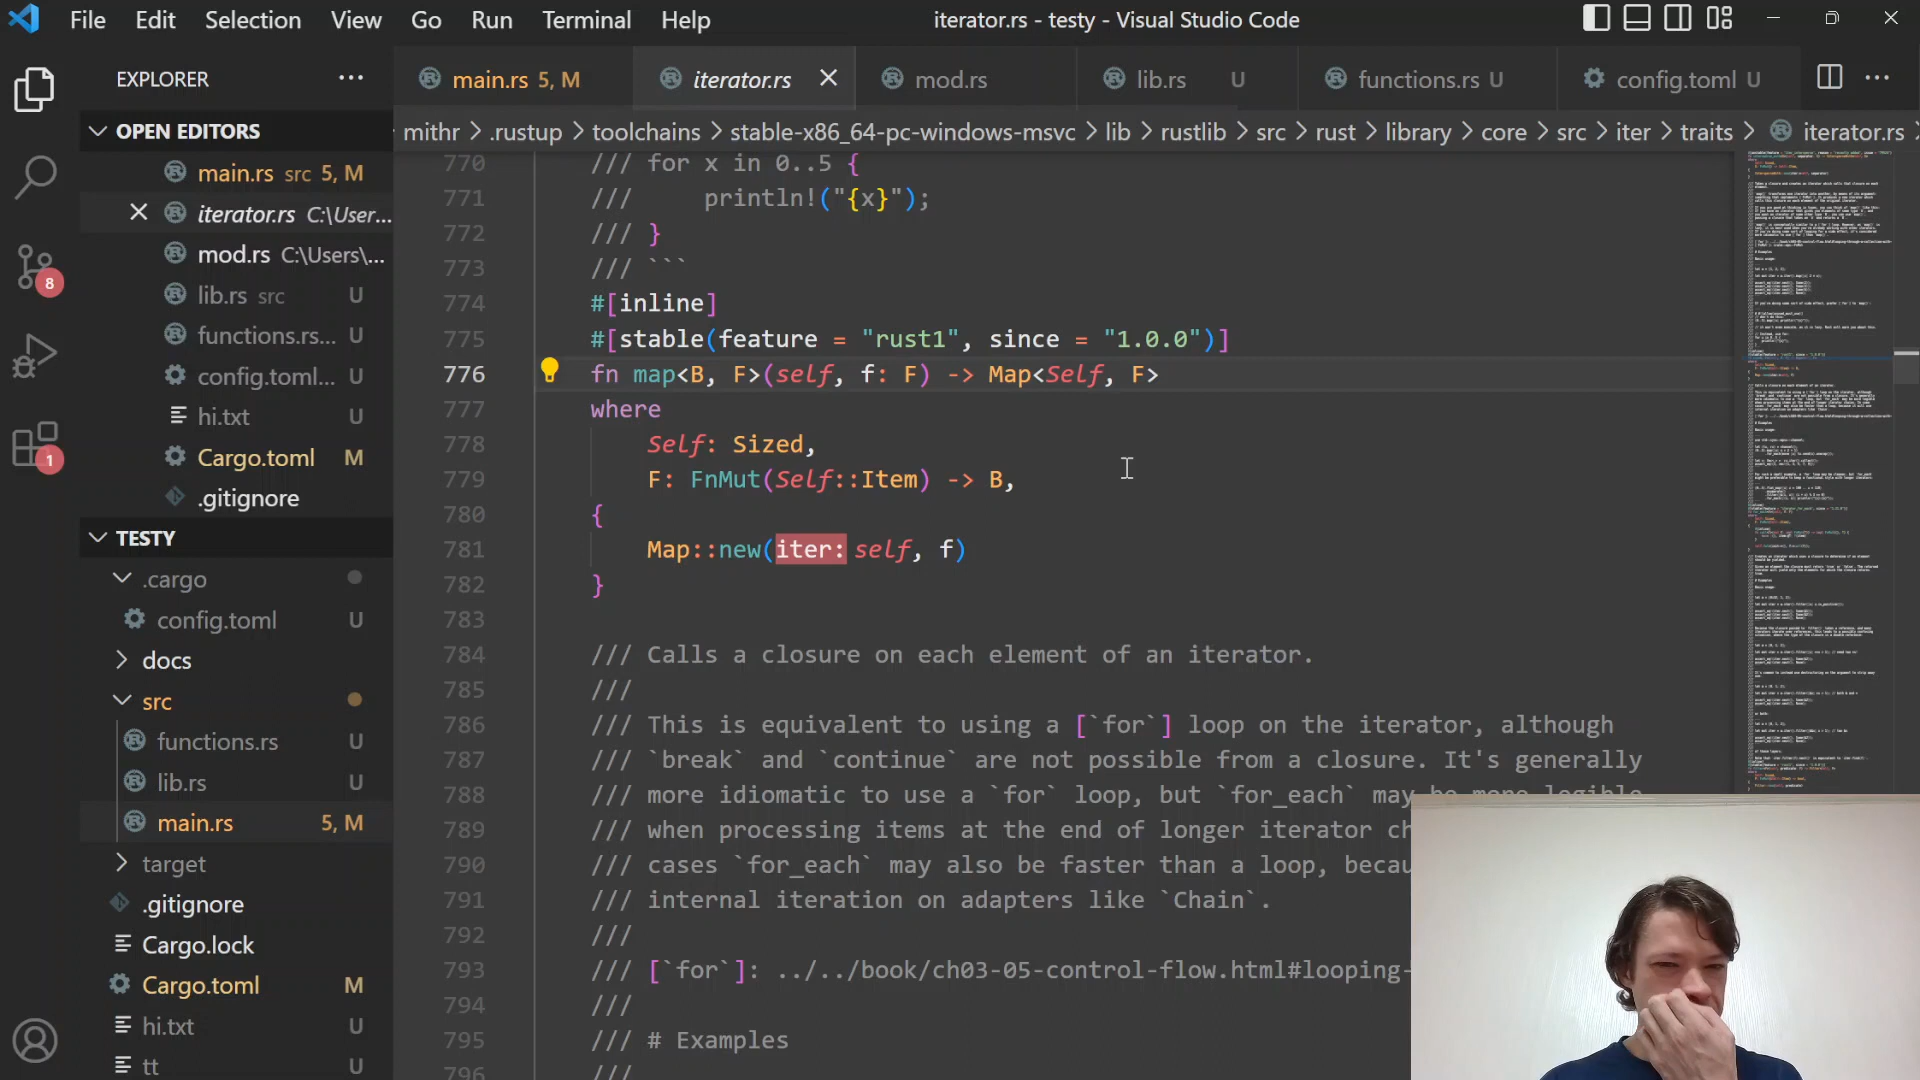 File Edit Selection View Go Run Terminal Help
iterator.rs - testy - Visual Studio Code
EXPLORER
main.rs 5, M
iterator.rs
mod.rs
lib.rs U
functions.rs U
config.toml U
OPEN EDITORS
mithr > .rustup > toolchains > stable-x86_64-pc-windows-msvc > lib > rustlib > src > rust > library > core > src > iter > traits > iterator.rs
main.rs src 5, M
iterator.rs C:\User...
mod.rs C:\Users\...
lib.rs src U
functions.rs... U
config.toml... U
hi.txt U
Cargo.toml M
.gitignore
TESTY
.cargo
config.toml U
docs
src
functions.rs U
lib.rs U
main.rs 5, M
target
.gitignore
Cargo.lock
Cargo.toml M
hi.txt U
tt U
8
1
770 /// for x in 0..5 {
771 /// println!("{x}");
772 /// }
773 /// ```
774 #[inline]
775 #[stable(feature = "rust1", since = "1.0.0")]
776 fn map<B, F>(self, f: F) -> Map<Self, F>
777 where
778 Self: Sized,
779 F: FnMut(Self::Item) -> B,
780 {
781 Map::new(iter: self, f)
782 }
783
784 /// Calls a closure on each element of an iterator.
785 ///
786 /// This is equivalent to using a [`for`] loop on the iterator, although
787 /// `break` and `continue` are not possible from a closure. It's generally
788 /// more idiomatic to use a `for` loop, but `for_each` may be more legible
789 /// when processing items at the end of longer iterator ch
790 /// cases `for_each` may also be faster than a loop, becau
791 /// internal iteration on adapters like `Chain`.
792 ///
793 /// [`for`]: ../../book/ch03-05-control-flow.html#looping-
794 ///
795 /// # Examples
796 ///